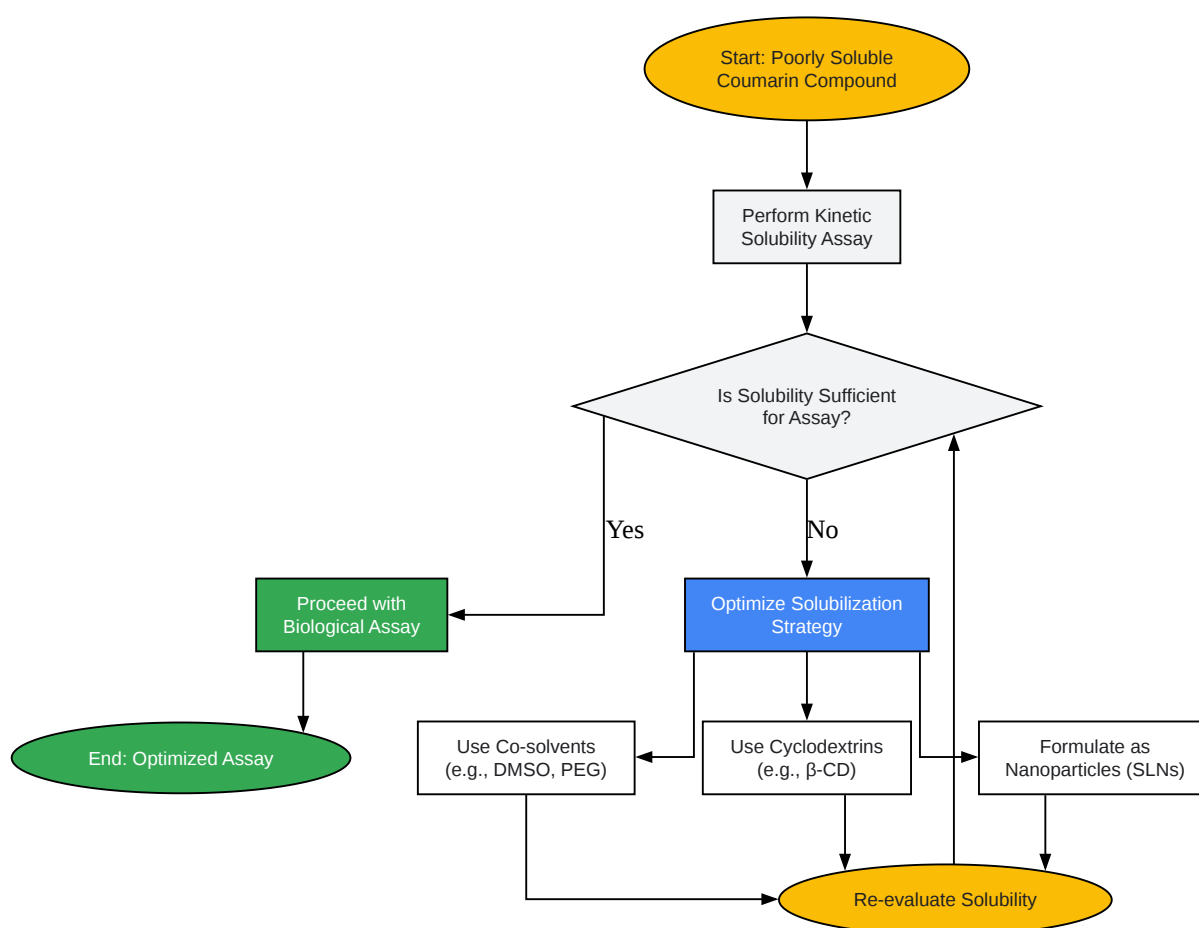 Start: Poorly Soluble
Coumarin Compound
Perform Kinetic
Solubility Assay
Is Solubility Sufficient
for Assay?
Yes
No
Proceed with
Biological Assay
Optimize Solubilization
Strategy
End: Optimized Assay
Use Co-solvents
(e.g., DMSO, PEG)
Use Cyclodextrins
(e.g., β-CD)
Formulate as
Nanoparticles (SLNs)
Re-evaluate Solubility